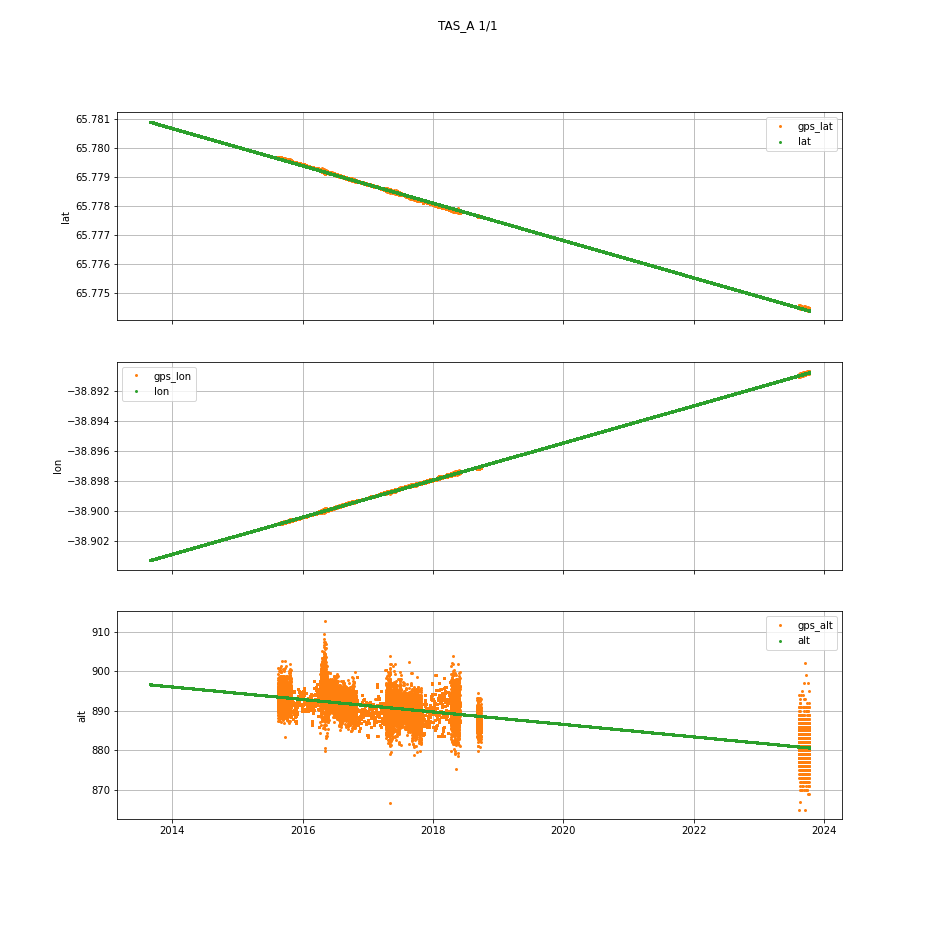 TAS_A 1/1
65.781
65.780
65.779
65.778
65.777
65.776
65.775
lat
gps_lat
lat
−38.892
−38.894
−38.896
−38.898
−38.900
−38.902
lon
gps_lon
lon
910
900
890
880
870
alt
gps_alt
alt
2014 2016 2018 2020 2022 2024